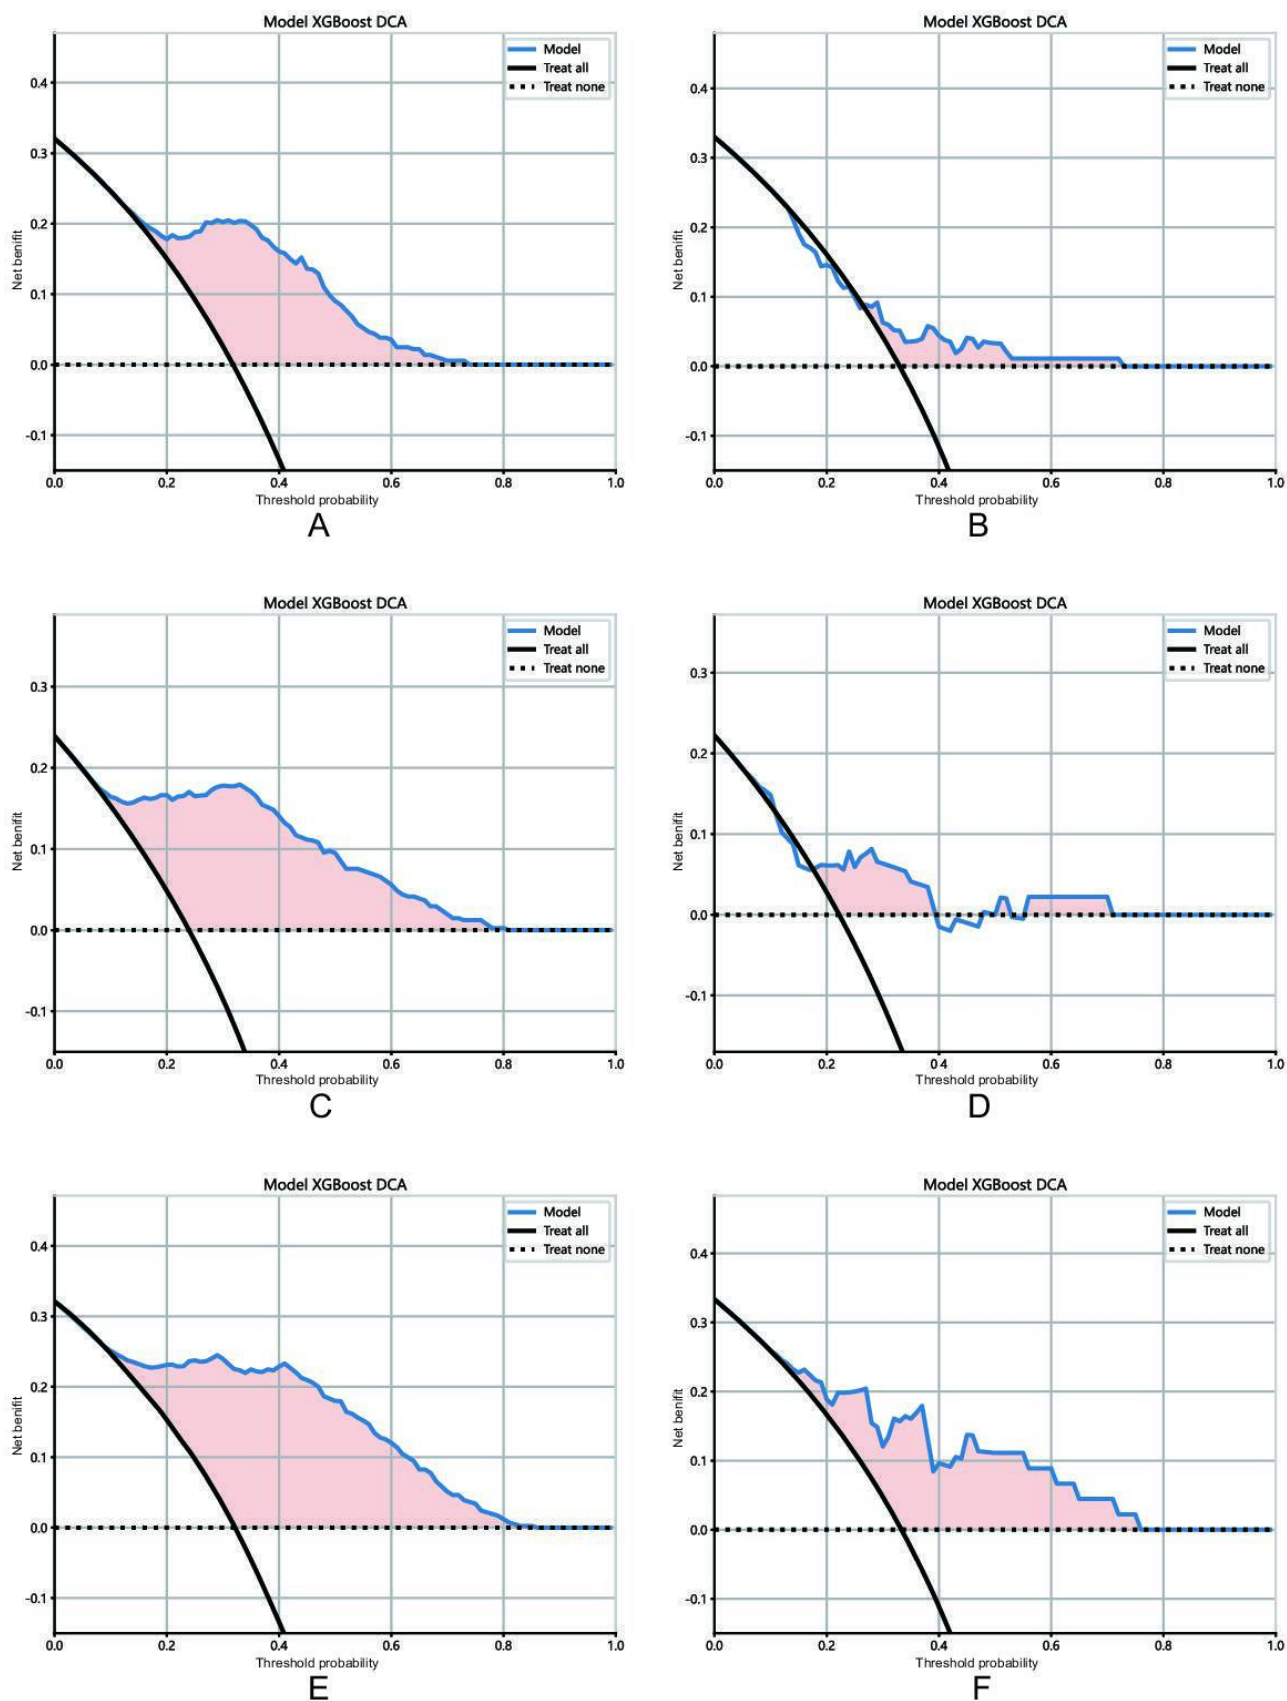 Model XGBoost DCA
Model
Treat all
Treat none
0.4
0.3
0.2
0.1
0.0
-0.1
Net benifit
0.0 0.2 0.4 0.6 0.8 1.0
Threshold probability
A
Model XGBoost DCA
Model
Treat all
Treat none
0.4
0.3
0.2
0.1
0.0
-0.1
Net benifit
0.0 0.2 0.4 0.6 0.8 1.0
Threshold probability
B
Model XGBoost DCA
Model
Treat all
Treat none
0.3
0.2
0.1
0.0
-0.1
Net benifit
0.0 0.2 0.4 0.6 0.8 1.0
Threshold probability
C
Model XGBoost DCA
Model
Treat all
Treat none
0.3
0.2
0.1
0.0
-0.1
Net benifit
0.0 0.2 0 4 0.6 0.8 1.0
Threshold probability
D
Model XGBoost DCA
Model
Treat all
Treat none
0.4
0.3
0.2
0.1
0.0
-0.1
Net benifit
0.0 0.2 0.4 0.6 0.8 1.0
Threshold probability
E
Model XGBoost DCA
Model
Treat all
Treat none
0.4
0.3
0.2
0.1
0.0
-0.1
Net benifit
0.0 0.2 0.4 0.6 0.8 1.0
Threshold probability
F